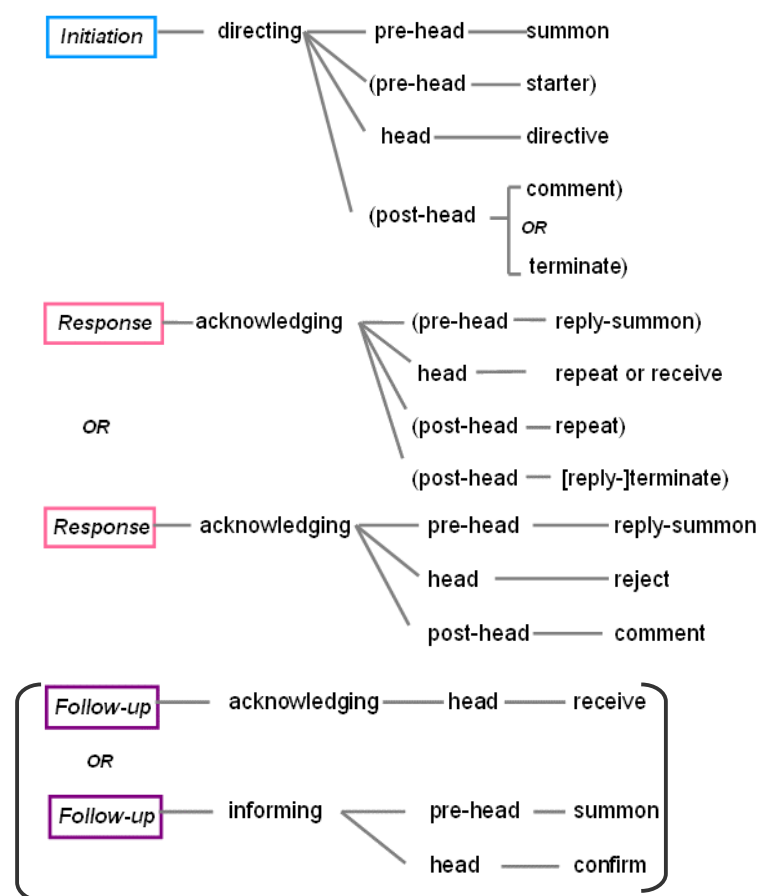 Initiation directing pre-head summon
(pre-head starter)
head directive
comment)
(post-head OR
terminate)
Response acknowledging (pre-head reply-summon)
head repeat or receive
OR (post-head repeat)
(post-head [reply-]terminate)
Response acknowledging pre-head reply-summon
head reject
post-head comment
Follow-up acknowledging head receive
OR
Follow-up informing pre-head summon
head confirm